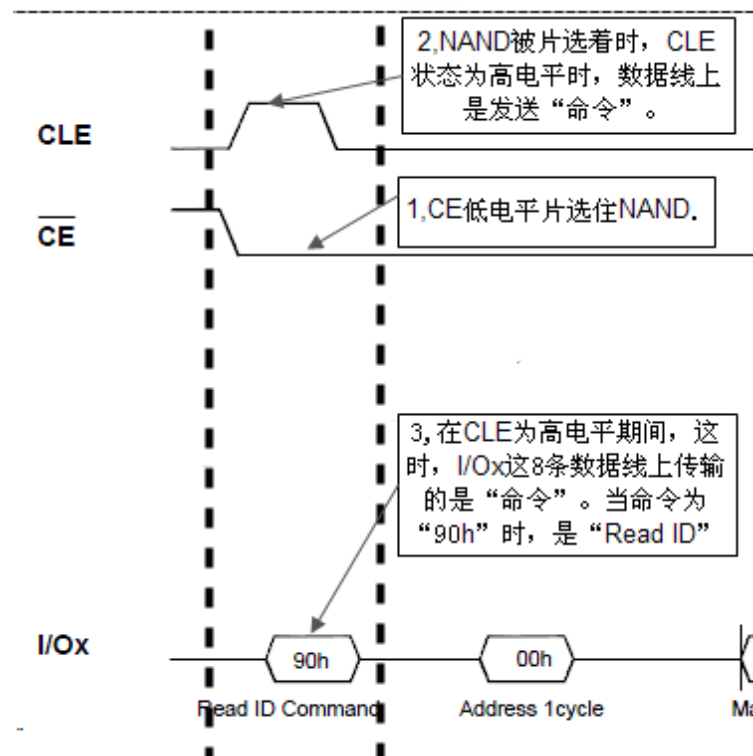 2,NAND被片选着时，CLE
状态为高电平时，数据线上
是发送“命令”。
CLE
1,CE低电平片选住NAND.
CE
3,在CLE为高电平期间，这
时，I/Ox这8条数据线上传输
的是“命令”。当命令为
“90h”时，是“Read ID”
I/Ox
90h
00h
Read ID Command
Address 1cycle
Ma